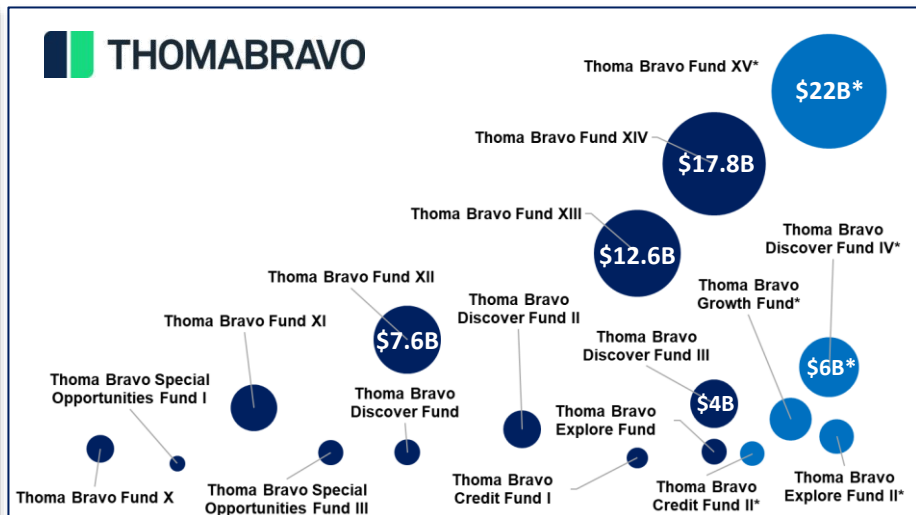 THOMABRAVO
Thoma Bravo Fund XV*
$22B*
Thoma Bravo Fund XIV
$17.8B
Thoma Bravo Fund XIII
$12.6B
Thoma Bravo
Discover Fund IV*
$6B*
Thoma Bravo
Growth Fund*
Thoma Bravo Fund XII
$7.6B
Thoma Bravo
Discover Fund II
Thoma Bravo Fund XI
Thoma Bravo
Discover Fund III
$4B
Thoma Bravo Special
Opportunities Fund I
Thoma Bravo
Discover Fund
Thoma Bravo
Explore Fund
Thoma Bravo Fund X
Thoma Bravo Special
Opportunities Fund III
Thoma Bravo
Credit Fund I
Thoma Bravo
Credit Fund II*
Thoma Bravo
Explore Fund II*